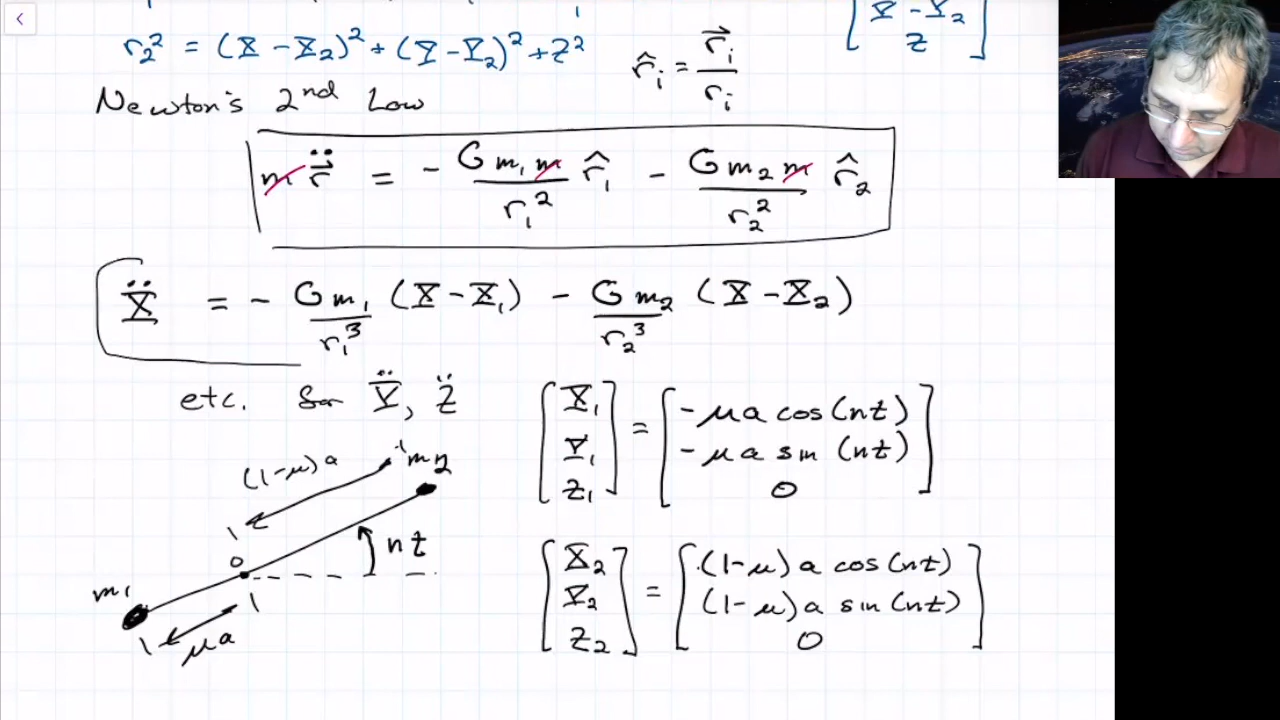 r₂² = (X - X₂)² + (Y - Y₂)² + Z²
[Y - Y₂
Z]
r̂ᵢ = r⃗ᵢ / rᵢ
Newton's 2nd Law
m r̈⃗ = - G m₁ m / r₁² r̂₁ - G m₂ m / r₂² r̂₂
Ẍ = - G m₁ / r₁³ (X - X₁) - G m₂ / r₂³ (X - X₂)
etc. for Ÿ, Z̈
[X₁ Y₁ Z₁] = [-μa cos(nt)
-μa sin(nt)
0]
(1-μ)a
m₂
0
nt
m₁
μa
[X₂ Y₂ Z₂] = [(1-μ)a cos(nt)
(1-μ)a sin(nt)
0]